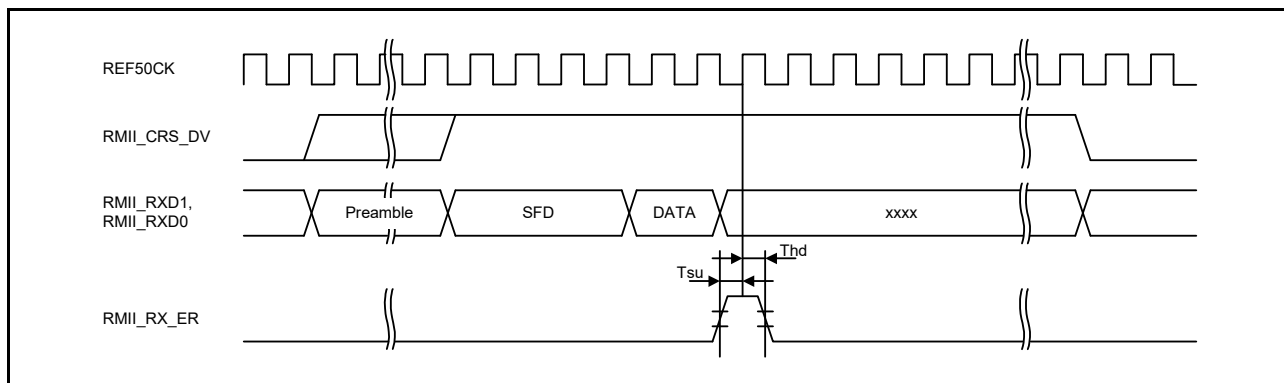 REF50CK
RMII_CRS_DV
RMII_RXD1,
RMII_RXD0
Preamble
SFD
DATA
xxxx
Thd
Tsu
RMII_RX_ER